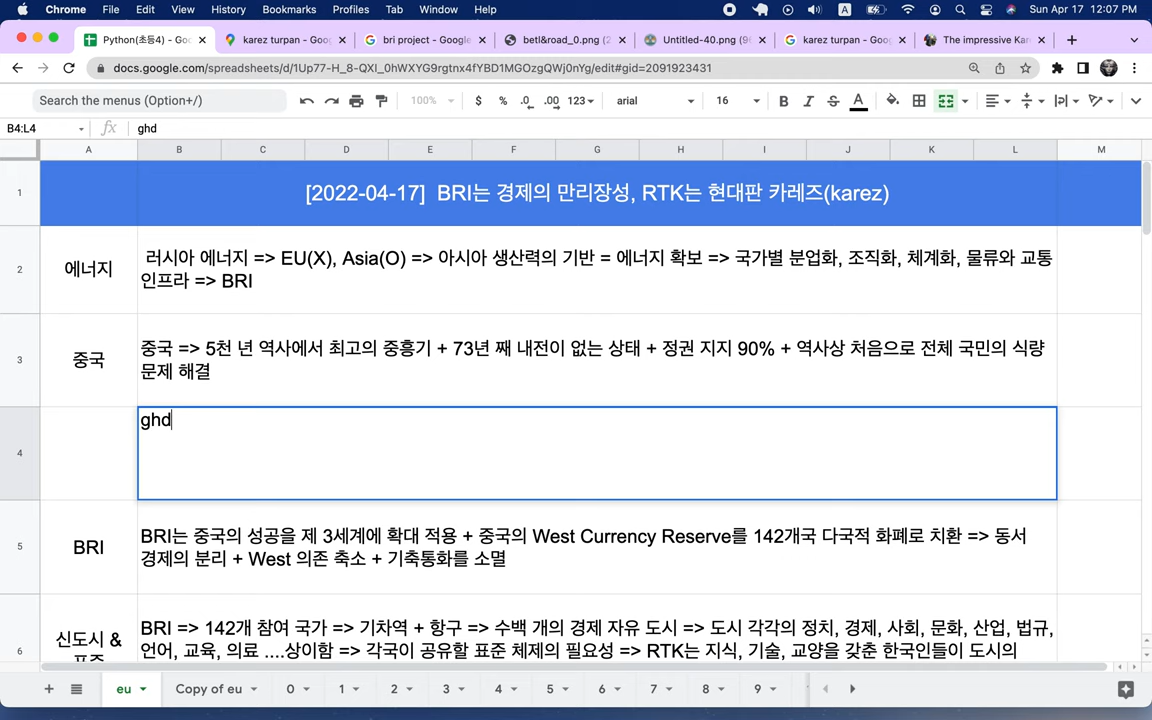 Chrome File Edit View History Bookmarks Profiles Tab Window Help A Sun Apr 17 12:07 PM
Python(초등4) - Goo karez turpan - Goog bri project - Google betl&road_0.png (2 Untitled-40.png (96 karez turpan - Goog The impressive Kar
docs.google.com/spreadsheets/d/1Up77-H_8-QXI_0hWXYG9rgtnx4fYBD1MGOzgQWj0nYg/edit#gid=2091923431
Search the menus (Option+/) 100% $ % .0 .00 123 arial 16 B I S A
B4:L4 fx ghd
A B C D E F G H I J K L M
1 [2022-04-17] BRI는 경제의 만리장성, RTK는 현대판 카레즈(karez)
2 에너지 러시아 에너지 => EU(X), Asia(O) => 아시아 생산력의 기반 = 에너지 확보 => 국가별 분업화, 조직화, 체계화, 물류와 교통
인프라 => BRI
3 중국 중국 => 5천 년 역사에서 최고의 중흥기 + 73년 째 내전이 없는 상태 + 정권 지지 90% + 역사상 처음으로 전체 국민의 식량
문제 해결
4 ghd
5 BRI BRI는 중국의 성공을 제 3세계에 확대 적용 + 중국의 West Currency Reserve를 142개국 다국적 화폐로 치환 => 동서
경제의 분리 + West 의존 축소 + 기축통화를 소멸
6 신도시 & BRI => 142개 참여 국가 => 기차역 + 항구 => 수백 개의 경제 자유 도시 => 도시 각각의 정치, 경제, 사회, 문화, 산업, 법규,
언어, 교육, 의료 ....상이함 => 각국이 공유할 표준 체제의 필요성 => RTK는 지식, 기술, 교양을 갖춘 한국인들이 도시의
eu Copy of eu 0 1 2 3 4 5 6 7 8 9